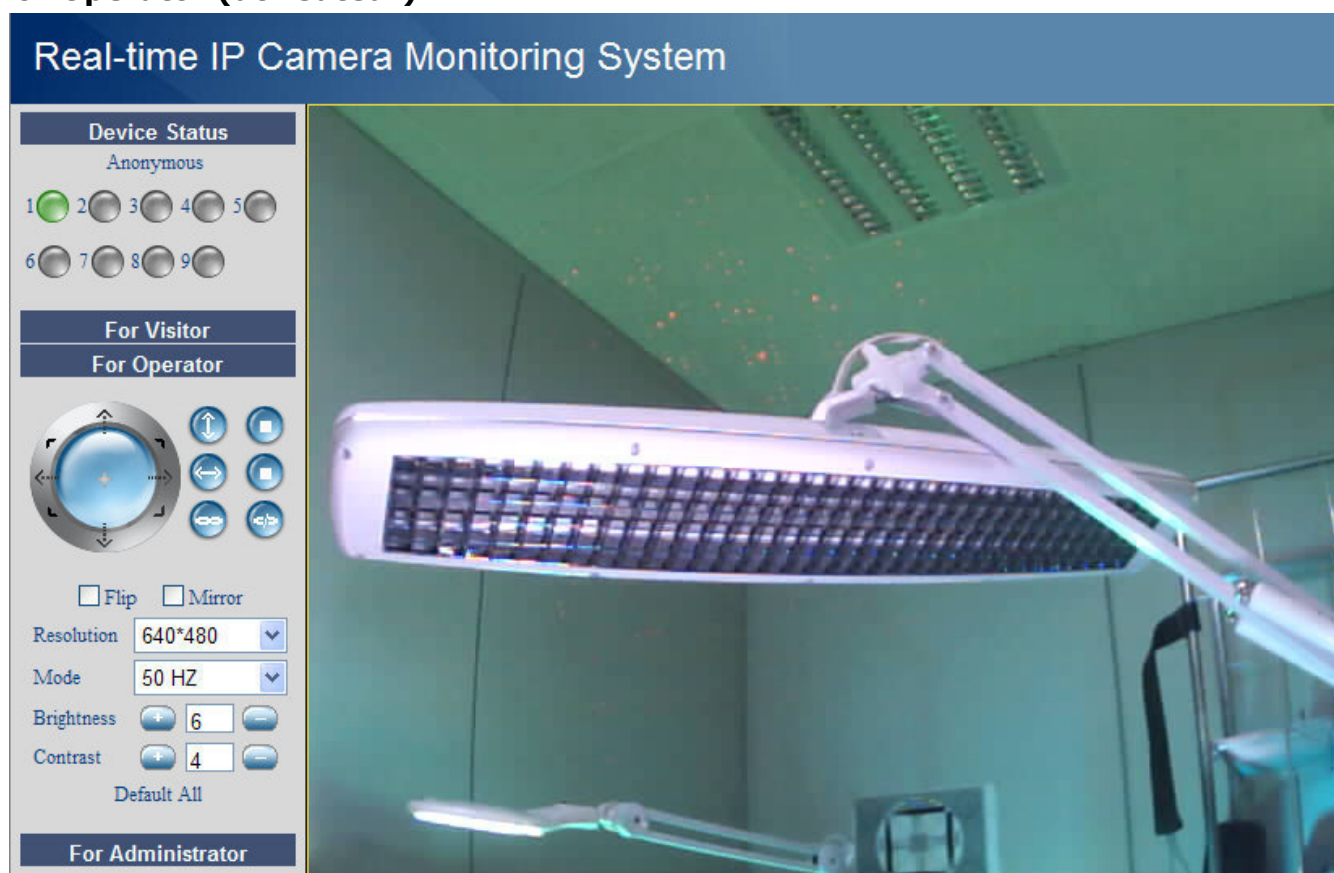 Real-time IP Camera Monitoring System
Device Status
Anonymous
1 2 3 4 5
6 7 8 9
For Visitor
For Operator
Flip Mirror
Resolution 640*480
Mode 50 HZ
Brightness + 6 -
Contrast + 4 -
Default All
For Administrator